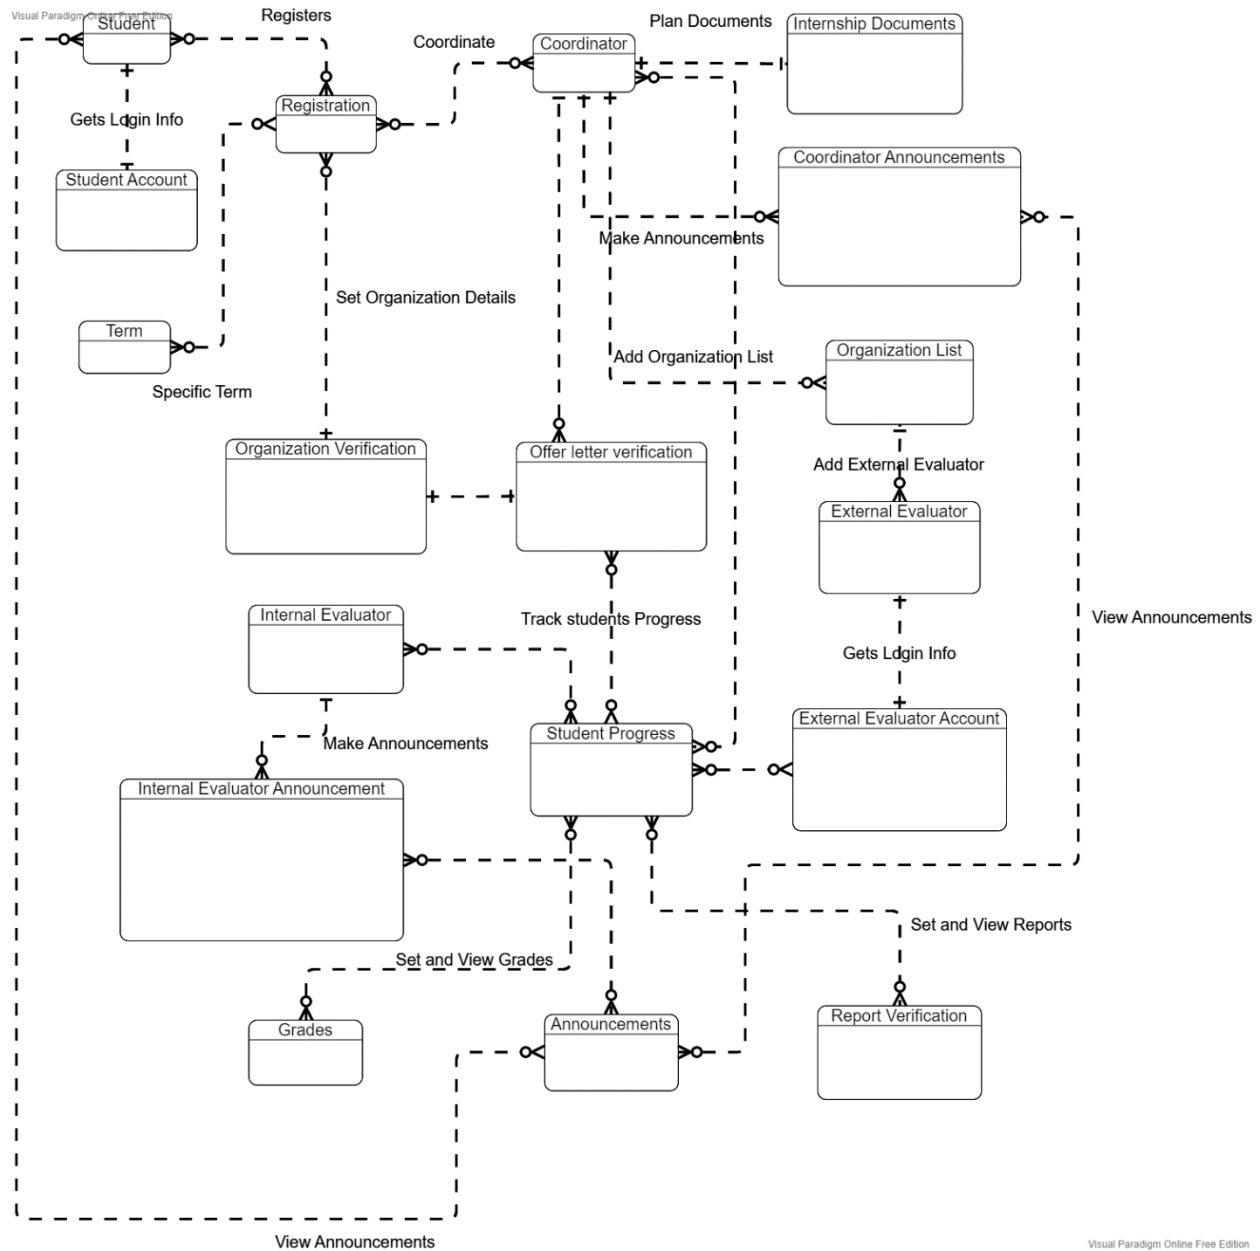 Visual Paradigm Online Free Edition
Student
Registers
Plan Documents
Internship Documents
Coordinate
Coordinator
Registration
Gets Login Info
Student Account
Coordinator Announcements
Make Announcements
Set Organization Details
Term
Specific Term
Add Organization List
Organization List
Organization Verification
Offer letter verification
Add External Evaluator
External Evaluator
Internal Evaluator
Track students Progress
View Announcements
Gets Login Info
External Evaluator Account
Student Progress
Make Announcements
Internal Evaluator Announcement
Set and View Reports
Set and View Grades
Grades
Announcements
Report Verification
View Announcements
Visual Paradigm Online Free Edition